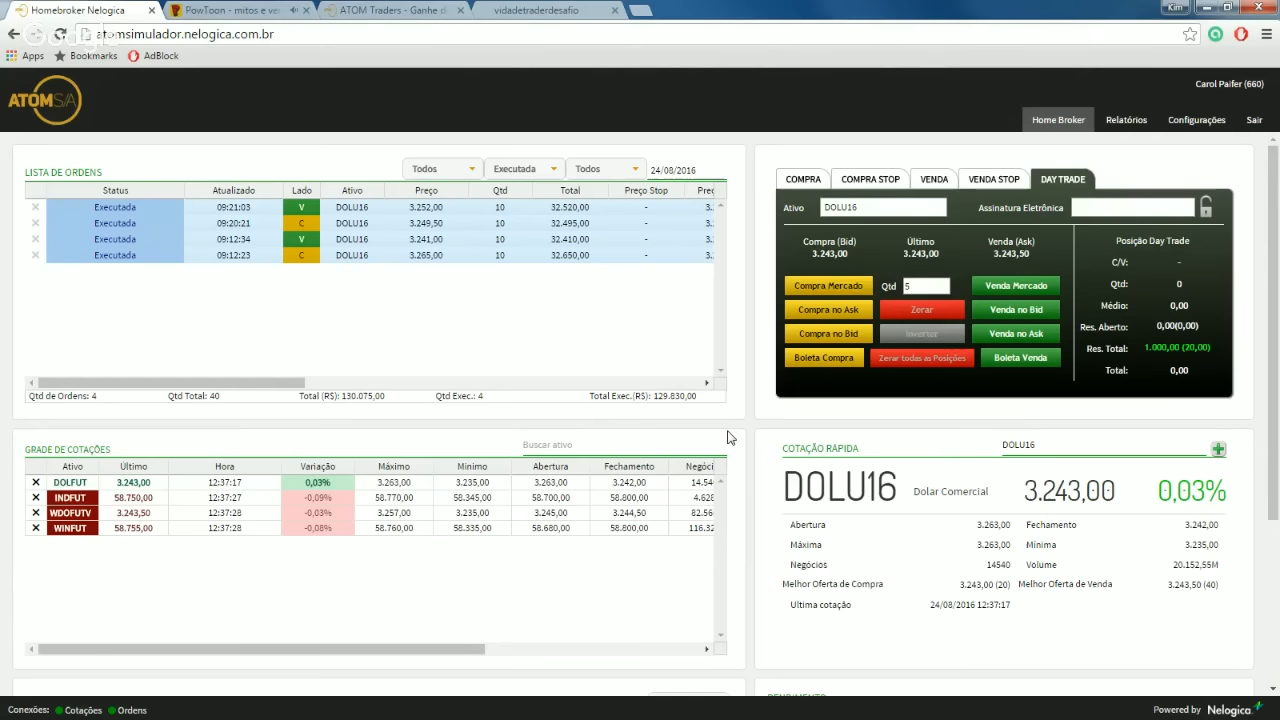 Homebroker Nelogica
PowToon - mitos e ver
ATOM Traders - Ganhe d
vidadetraderdesafio
Kim
atomsimulador.nelogica.com.br
Apps
Bookmarks
AdBlock
ATOM S/A
Carol Paifer (660)
Home Broker Relatórios Configurações Sair
LISTA DE ORDENS Todos Executada Todos 24/08/2016
Status Atualizado Lado Ativo Preço Qtd Total Preço Stop
Executada 09:21:03 V DOLU16 3.252,00 10 32.520,00 - 3.
Executada 09:20:21 C DOLU16 3.249,50 10 32.495,00 - 3.
Executada 09:12:34 V DOLU16 3.241,00 10 32.410,00 - 3.
Executada 09:12:23 C DOLU16 3.265,00 10 32.650,00 - 3.
Qtd de Ordens: 4 Qtd Total: 40 Total (R$): 130.075,00 Qtd Exec.: 4 Total Exec.(R$): 129.830,00
COMPRA COMPRA STOP VENDA VENDA STOP DAY TRADE
Ativo DOLU16 Assinatura Eletrônica
Compra (Bid) Último Venda (Ask)
3.243,00 3.243,00 3.243,50
Compra Mercado Qtd 5 Venda Mercado
Compra no Ask Zerar Venda no Bid
Compra no Bid Inverter Venda no Ask
Boleta Compra Zerar todas as Posições Boleta Venda
Posição Day Trade
C/V: -
Qtd: 0
Médio: 0,00
Res. Aberto: 0,00(0,00)
Res. Total: 1.000,00 (20,00)
Total: 0,00
GRADE DE COTAÇÕES Buscar ativo
Ativo Último Hora Variação Máximo Mínimo Abertura Fechamento Negóci
DOLFUT 3.243,00 12:37:17 0,03% 3.263,00 3.235,00 3.263,00 3.242,00 14.54
INDFUT 58.750,00 12:37:27 -0,09% 58.770,00 58.345,00 58.700,00 58.800,00 4.628
WDOFUTV 3.243,50 12:37:28 -0,03% 3.257,00 3.235,00 3.245,00 3.244,50 82.56
WINFUT 58.755,00 12:37:28 -0,08% 58.760,00 58.335,00 58.680,00 58.800,00 116.32
COTAÇÃO RÁPIDA DOLU16
DOLU16 Dolar Comercial 3.243,00 0,03%
Abertura 3.263,00 Fechamento 3.242,00
Máxima 3.263,00 Mínima 3.235,00
Negócios 14540 Volume 20.152,55M
Melhor Oferta de Compra 3.243,00 (20) Melhor Oferta de Venda 3.243,50 (40)
Ultima cotação 24/08/2016 12:37:17
Conexões: Cotações Ordens
Powered by Nelogica